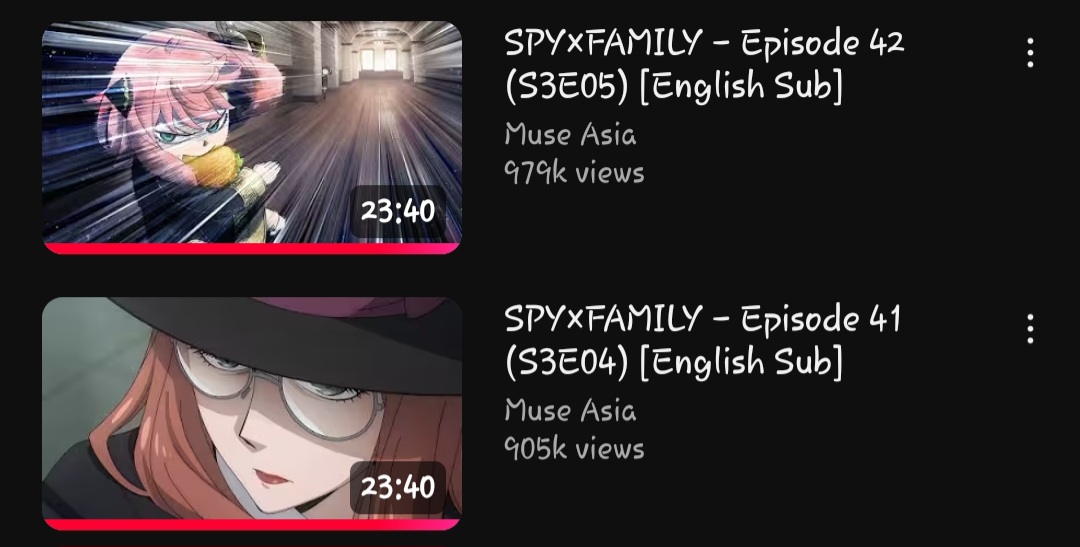 SPY×FAMILY - Episode 42
(S3E05) [English Sub]
Muse Asia
979k views
23:40
SPY×FAMILY - Episode 41
(S3E04) [English Sub]
Muse Asia
905k views
23:40